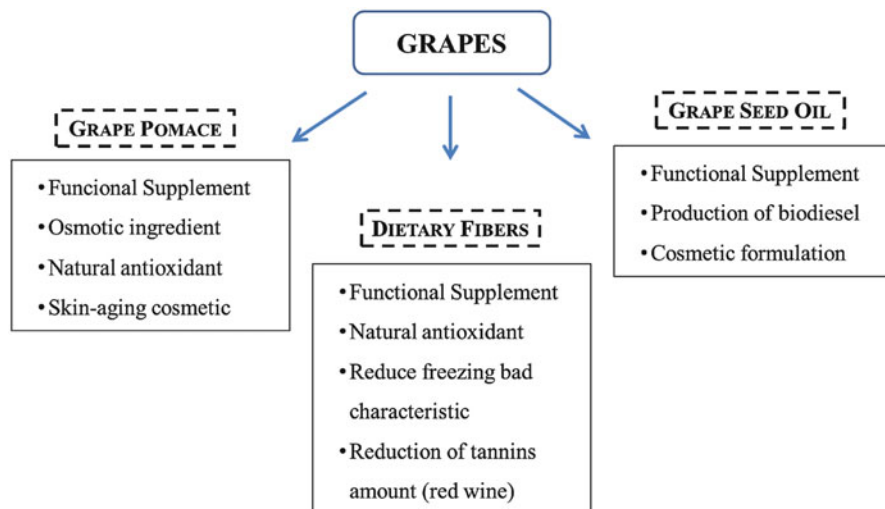 GRAPES
GRAPE POMACE
• Funcional Supplement
• Osmotic ingredient
• Natural antioxidant
• Skin-aging cosmetic
DIETARY FIBERS
• Functional Supplement
• Natural antioxidant
• Reduce freezing bad
characteristic
• Reduction of tannins
amount (red wine)
GRAPE SEED OIL
• Functional Supplement
• Production of biodiesel
• Cosmetic formulation